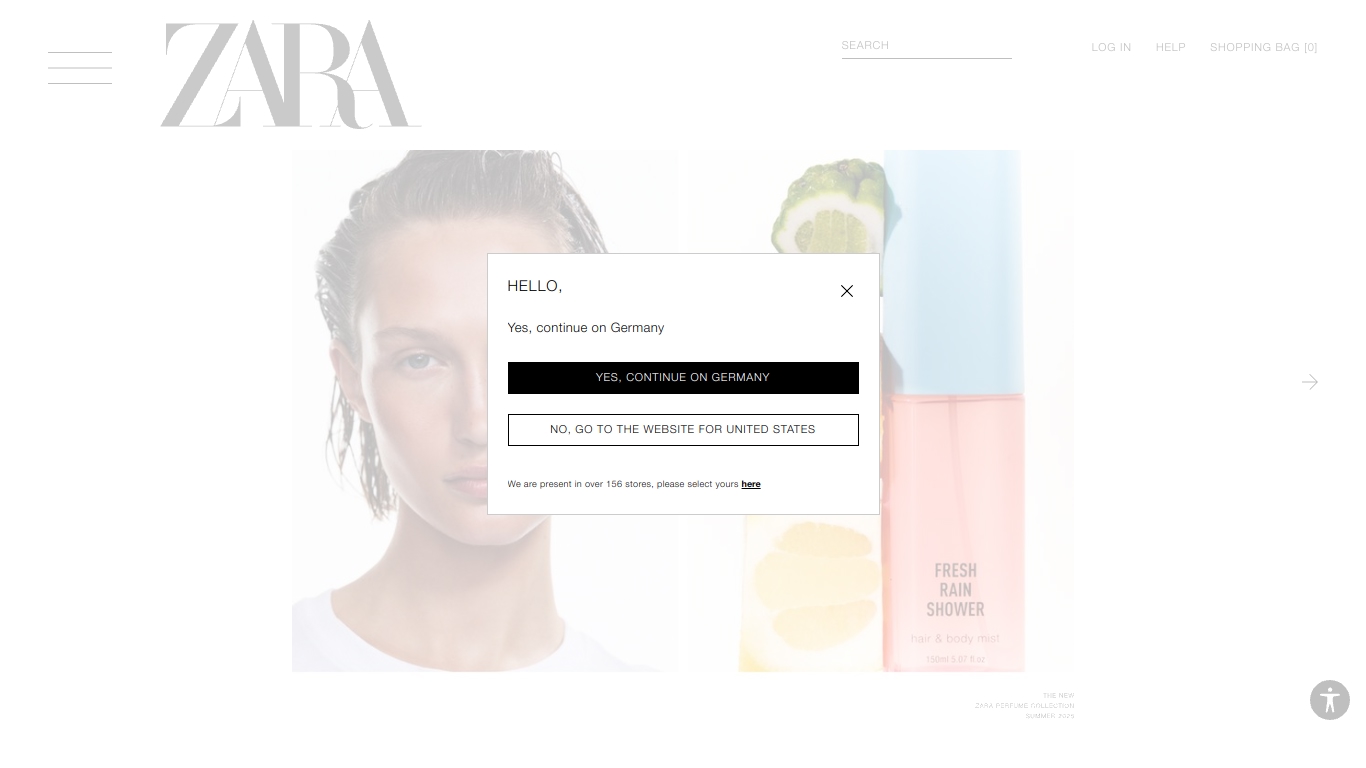 ZARA
SEARCH
LOG IN
HELP
SHOPPING BAG [0]
HELLO,
Yes, continue on Germany
YES, CONTINUE ON GERMANY
NO, GO TO THE WEBSITE FOR UNITED STATES
We are present in over 156 stores, please select yours here
FRESH
RAIN
SHOWER
hair & body mist
150ml 5.07 fl oz
THE NEW
ZARA PERFUME COLLECTION
SUMMER 2025